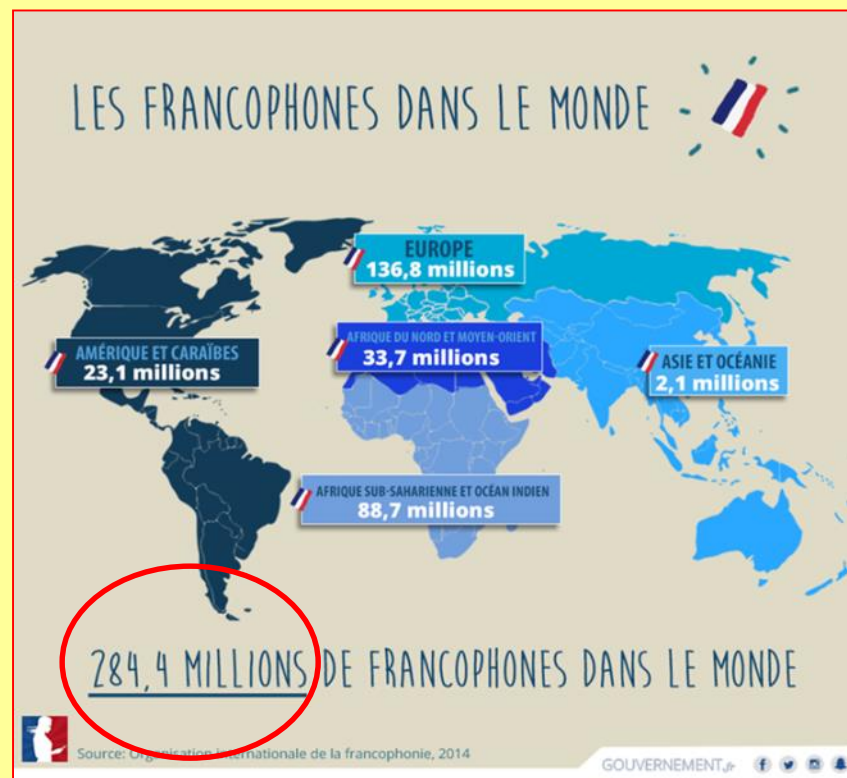 LES FRANCOPHONES DANS LE MONDE
EUROPE
136,8 millions
AMÉRIQUE ET CARAÏBES
23,1 millions
AFRIQUE DU NORD ET MOYEN-ORIENT
33,7 millions
ASIE ET OCÉANIE
2,1 millions
AFRIQUE SUB-SAHARIENNE ET OCÉAN INDIEN
88,7 millions
284,4 MILLIONS DE FRANCOPHONES DANS LE MONDE
Source: Organisation internationale de la francophonie, 2014
GOUVERNEMENT.fr